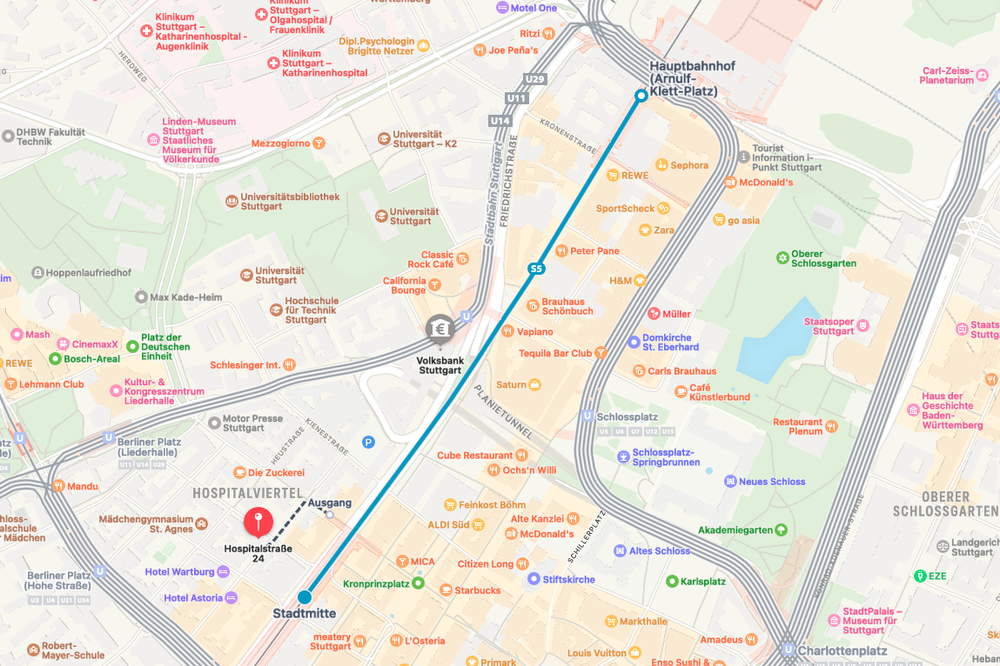 Klinikum
Stuttgart –
Katharinenhospital -
Augenklinik
Klinikum
Stuttgart –
Olgahospital /
Frauenklinik
Württemberg
Motel One
Ritzi
Dipl.Psychologin
Brigitte Netzer
Joe Peña's
Klinikum
Stuttgart –
Katharinenhospital
HERDWEG
Hauptbahnhof
(Arnulf-
Klett-Platz)
Carl-Zeiss-
Planetarium
U29
U11
U14
DHBW Fakultät
Technik
Linden-Museum
Stuttgart
Staatliches
Museum für
Völkerkunde
Mezzogiorno
Universität
Stuttgart – K2
KRONENSTRAßE
Stadtbahn Stuttgart
FRIEDRICHSTRAßE
Tourist
Information i-
Punkt Stuttgart
Sephora
REWE
McDonald's
Universitätsbibliothek
Stuttgart
Universität
Stuttgart
SportScheck
go asia
Zara
Classic
Rock Café
Peter Pane
Oberer
Schlossgarten
S5
im
Hoppenlaufriedhof
Universität
Stuttgart
California
Bounge
H&M
Max Kade-Heim
Hochschule
für Technik
U
Brauhaus
Schönbuch
Müller
Staatsoper
Stuttgart
Staats
Stuttg
Mash
CinemaxX
Platz der
Deutschen
Einheit
€
Vapiano
Domkirche
St. Eberhard
REWE
Bosch-Areal
Schlesinger Int.
Volksbank
Stuttgart
Tequila Bar Club
Carls Brauhaus
Lehmann Club
Kultur- &
Kongresszentrum
Liederhalle
Saturn
Café
Künstlerbund
Haus der
Geschichte
Baden-
Württemberg
PLANIETUNNEL
Motor Presse
Stuttgart
U
Schlossplatz
U5 U6 U7 U12 U15
Restaurant
Plenum
KIENESTRAßE
HEUSTRAßE
U
Berliner Platz
(Liederhalle)
U11 U14 U29
U
P
Cube Restaurant
Ochs'n Willi
Schlossplatz-
Springbrunnen
Neues Schloss
Mandu
Die Zuckerei
HOSPITALVIERTEL
Ausgang
Feinkost Böhm
OBERER
SCHLOSSGARTEN
Mädchengymnasium
St. Agnes
ALDI Süd
Alte Kanzlei
McDonald's
Akademiegarten
Hospitalstraße
24
SCHILLERPLATZ
Altes Schloss
KONRAD-ADENAUER-STRAßE
Landgericht
Stuttgart
MICA
Citizen Long
U
Berliner Platz
(Hohe Straße)
U2 U4 U21 U34
Hotel Wartburg
Kronprinzplatz
Stiftskirche
Karlsplatz
EZE
Hotel Astoria
Starbucks
Stadtmitte
Markthalle
StadtPalais –
Museum für
Stuttgart
Robert-
Mayer-Schule
meatery
Stuttgart
L'Osteria
Amadeus
Louis Vuitton
U
Charlottenplatz
Primark
Enso Sushi &